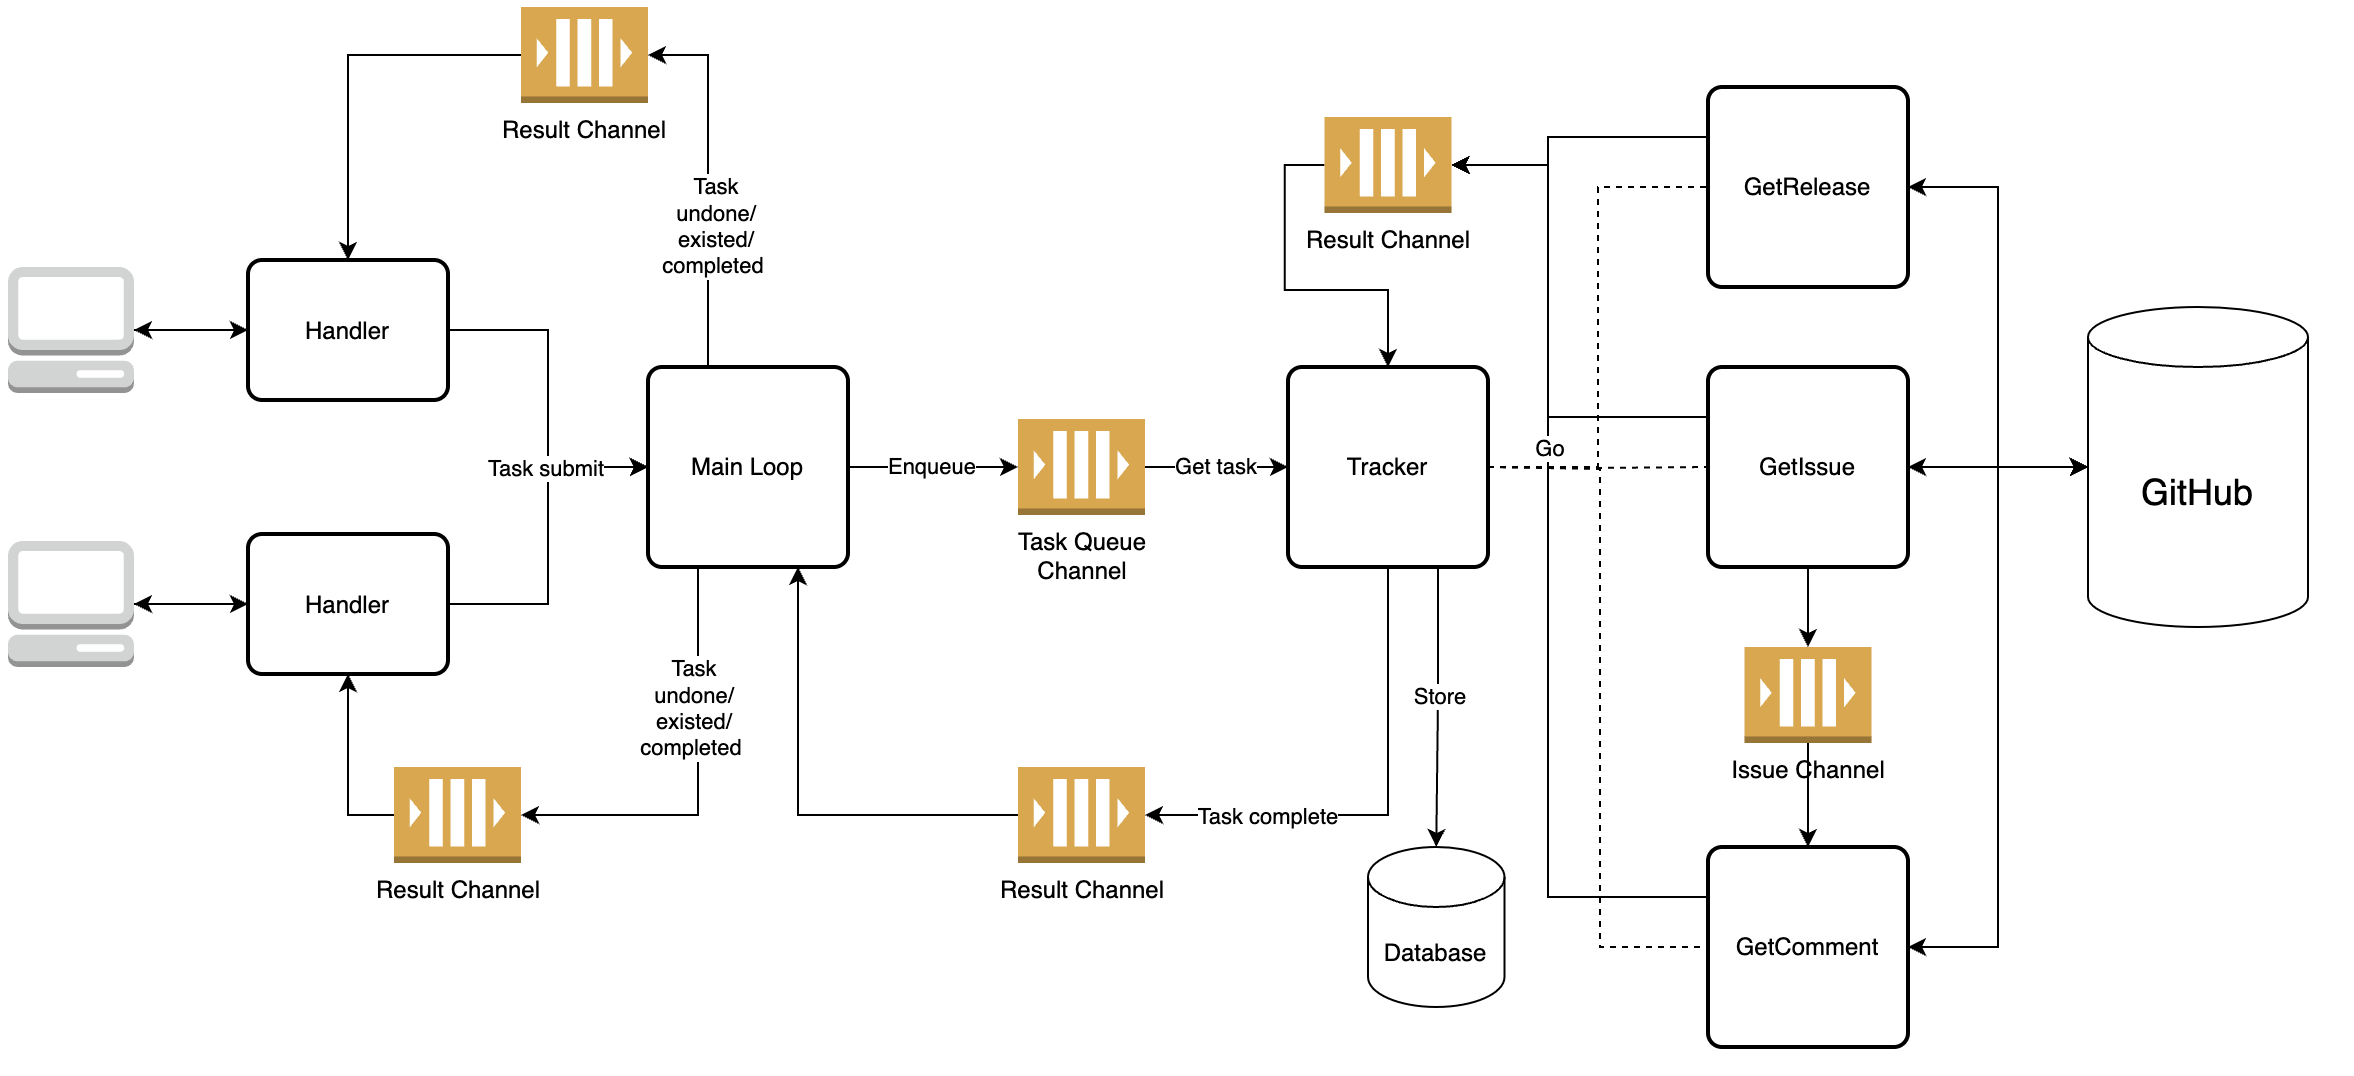 Result Channel
Task
undone/
existed/
completed
Result Channel
GetRelease
Handler
Task submit
Main Loop
Enqueue
Get task
Tracker
Go
GetIssue
GitHub
Task Queue
Channel
Handler
Task
undone/
existed/
completed
Store
Issue Channel
Task complete
Result Channel
Result Channel
Database
GetComment